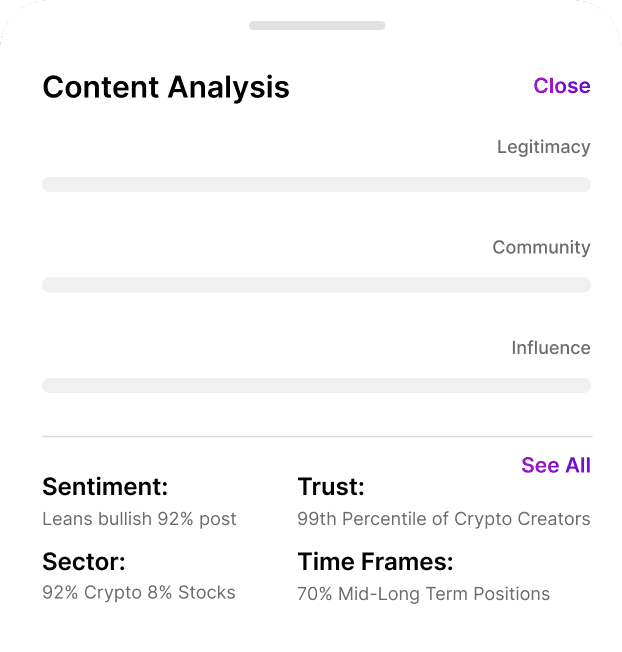 Content Analysis
Close
Legitimacy
Community
Influence
See All
Sentiment:
Leans bullish 92% post
Trust:
99th Percentile of Crypto Creators
Sector:
92% Crypto 8% Stocks
Time Frames:
70% Mid-Long Term Positions